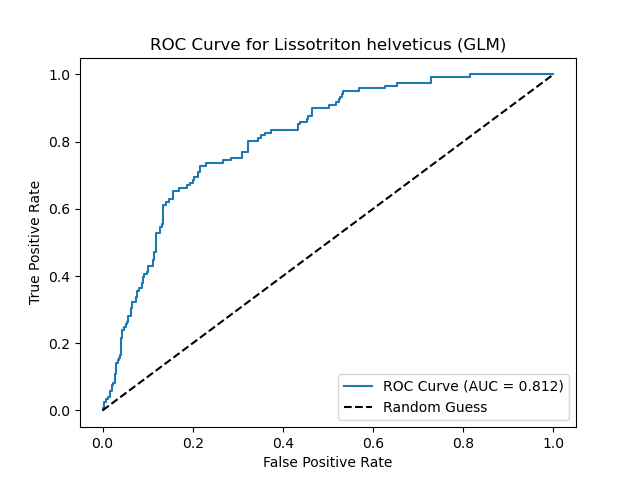 ROC Curve for Lissotriton helveticus (GLM)
True Positive Rate
1.0
0.8
0.6
0.4
0.2
0.0
0.0 0.2 0.4 0.6 0.8 1.0
False Positive Rate
ROC Curve (AUC = 0.812)
Random Guess